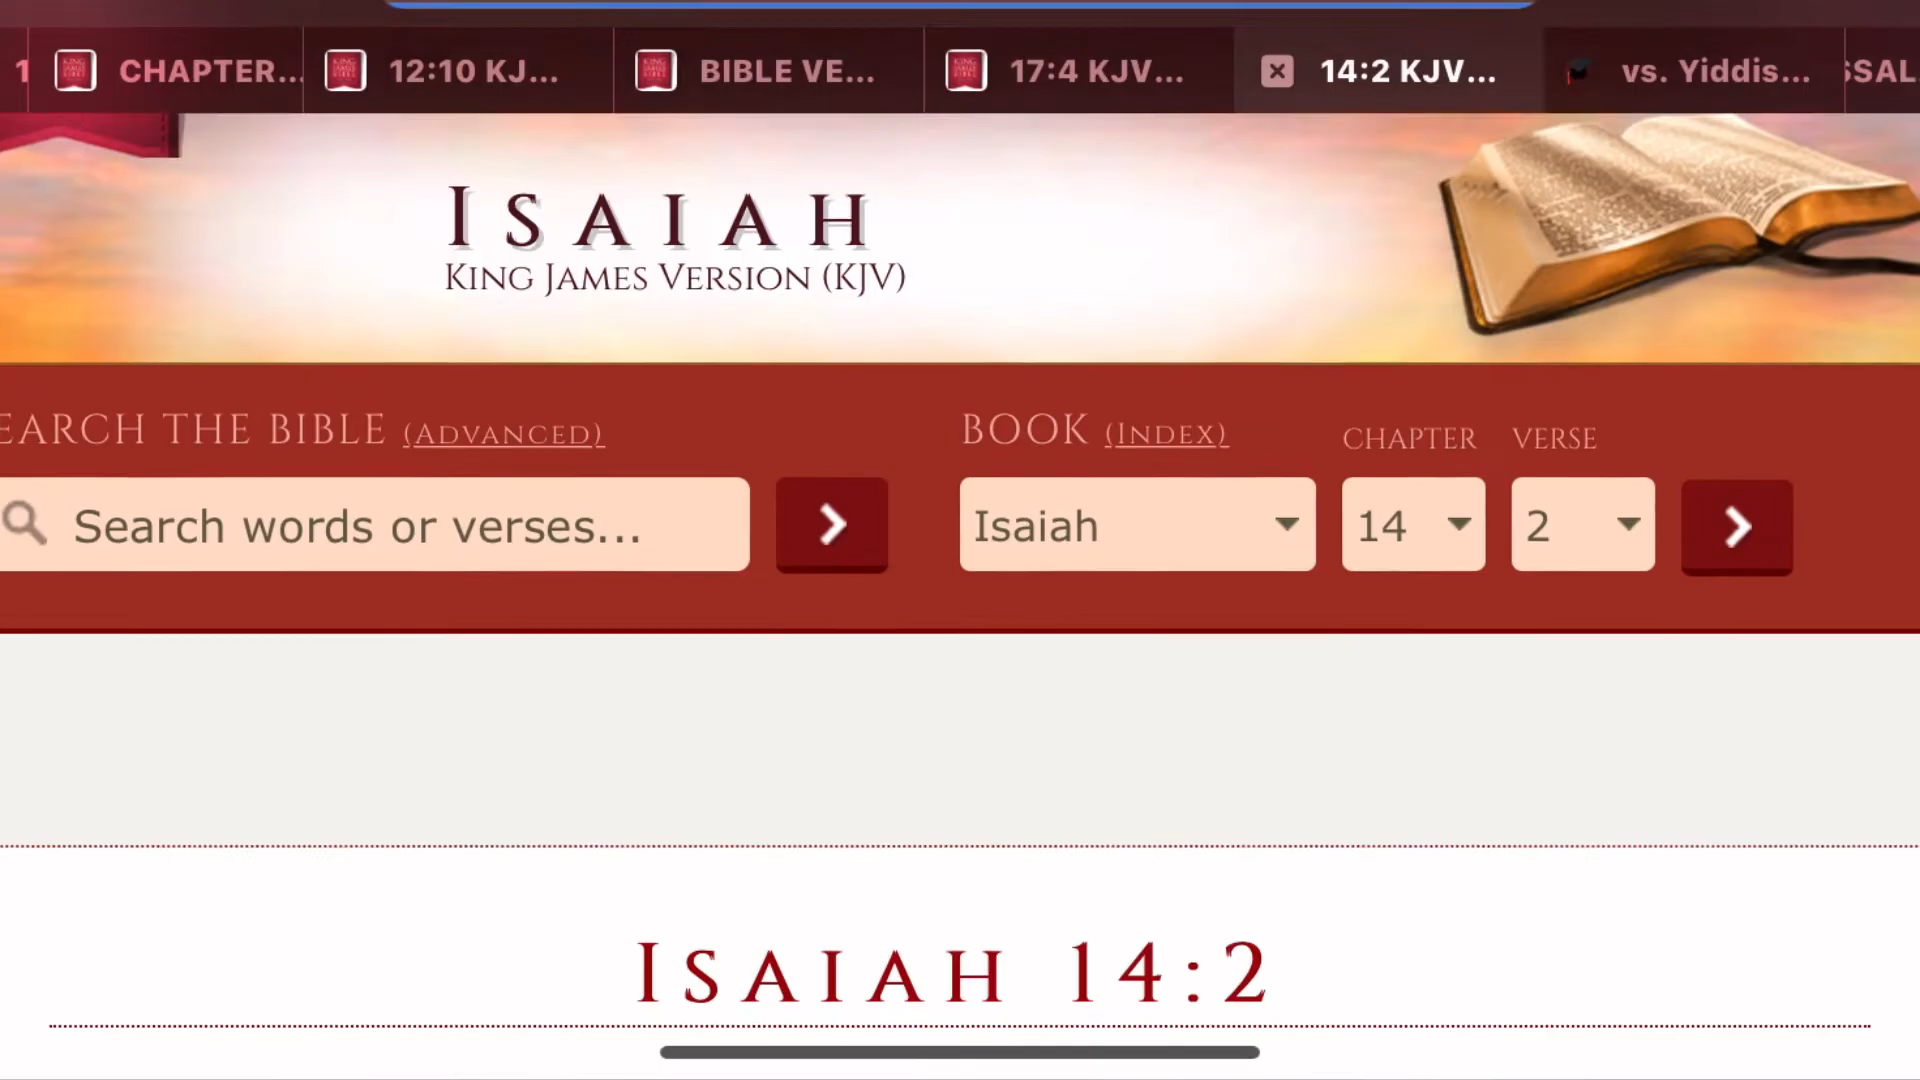 1
CHAPTER...
12:10 KJ...
BIBLE VE...
17:4 KJV...
14:2 KJV...
vs. Yiddis...
SSAL
ISAIAH
KING JAMES VERSION (KJV)
EARCH THE BIBLE (ADVANCED)
BOOK (INDEX)
CHAPTER
VERSE
Search words or verses...
Isaiah
14
2
ISAIAH 14:2